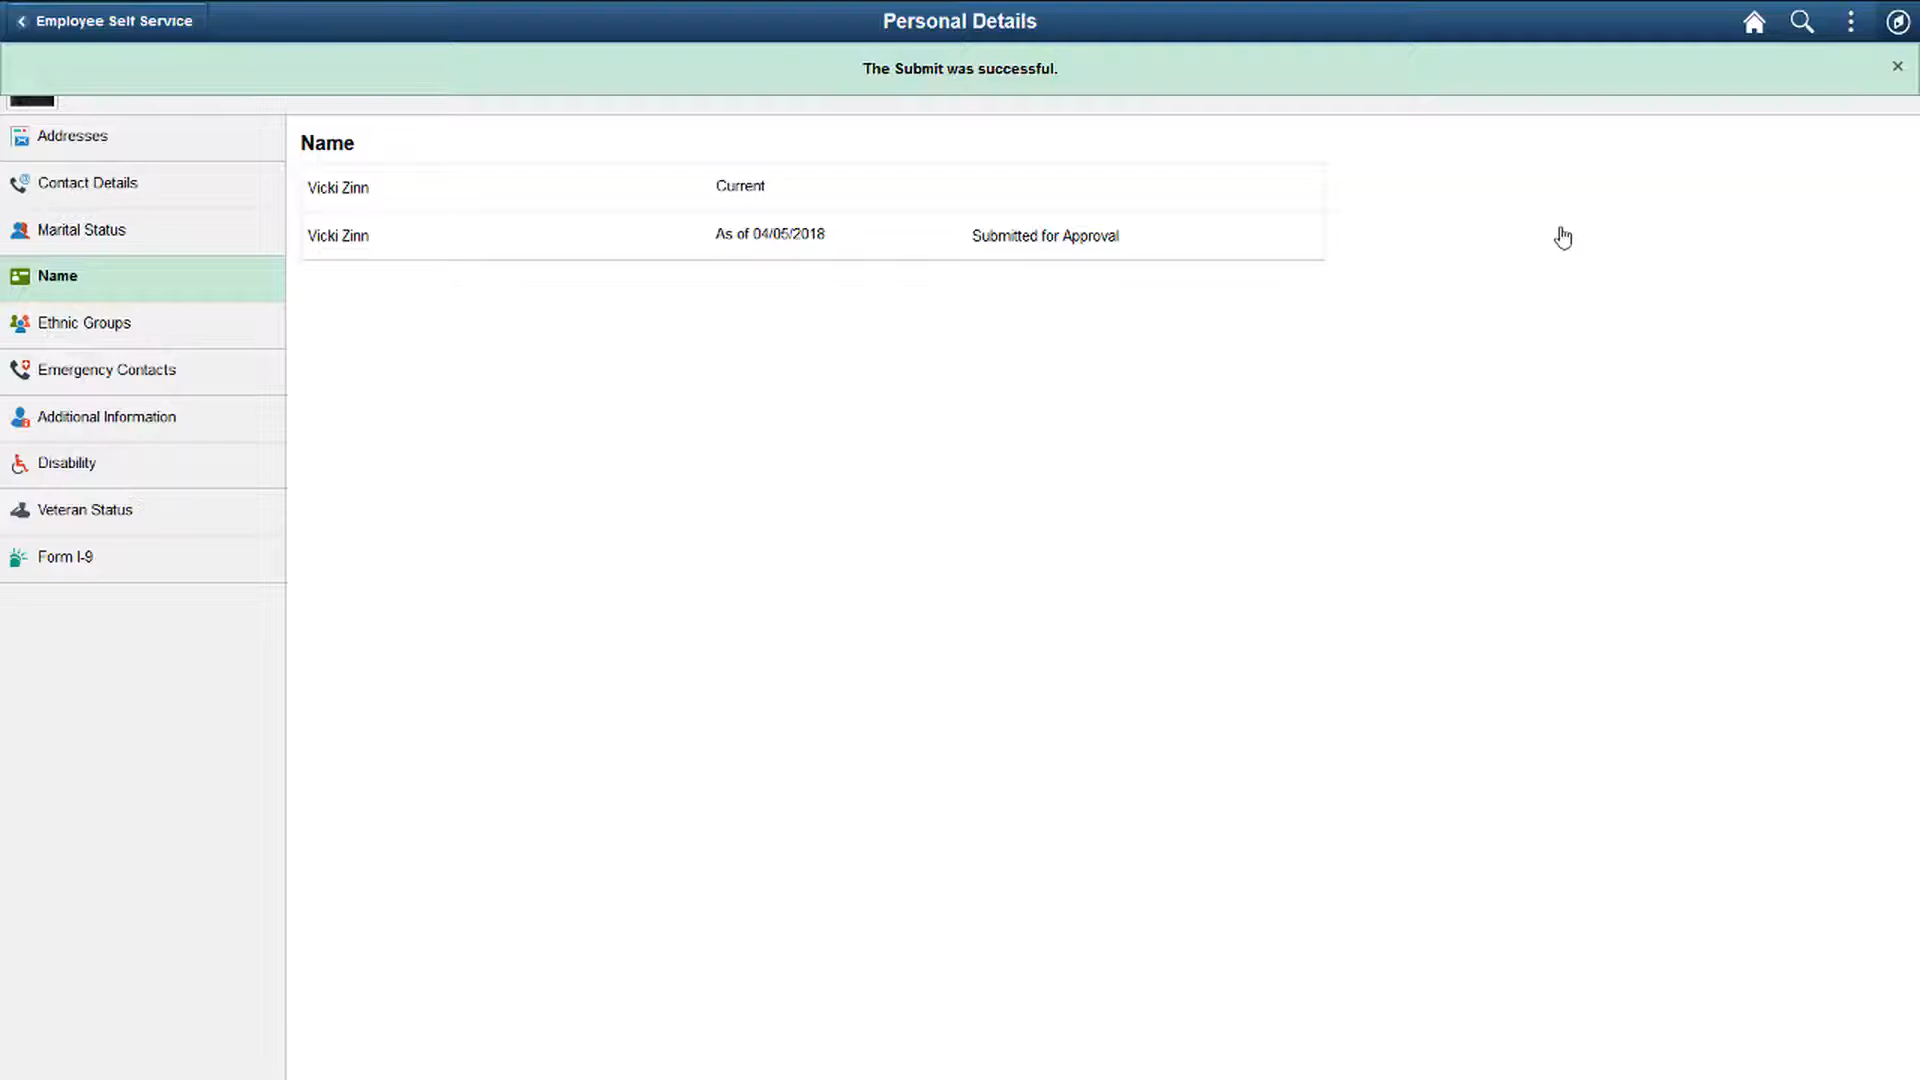 Employee Self Service
Personal Details
The Submit was successful.
Addresses
Contact Details
Marital Status
Name
Ethnic Groups
Emergency Contacts
Additional Information
Disability
Veteran Status
Form I-9
Name
Vicki Zinn Current
Vicki Zinn As of 04/05/2018 Submitted for Approval